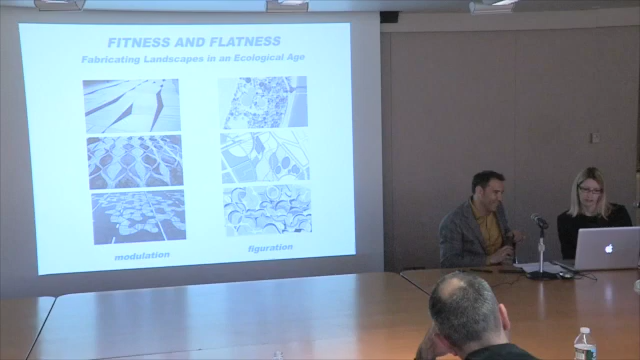 FITNESS AND FLATNESS
Fabricating Landscapes in an Ecological Age
modulation
figuration